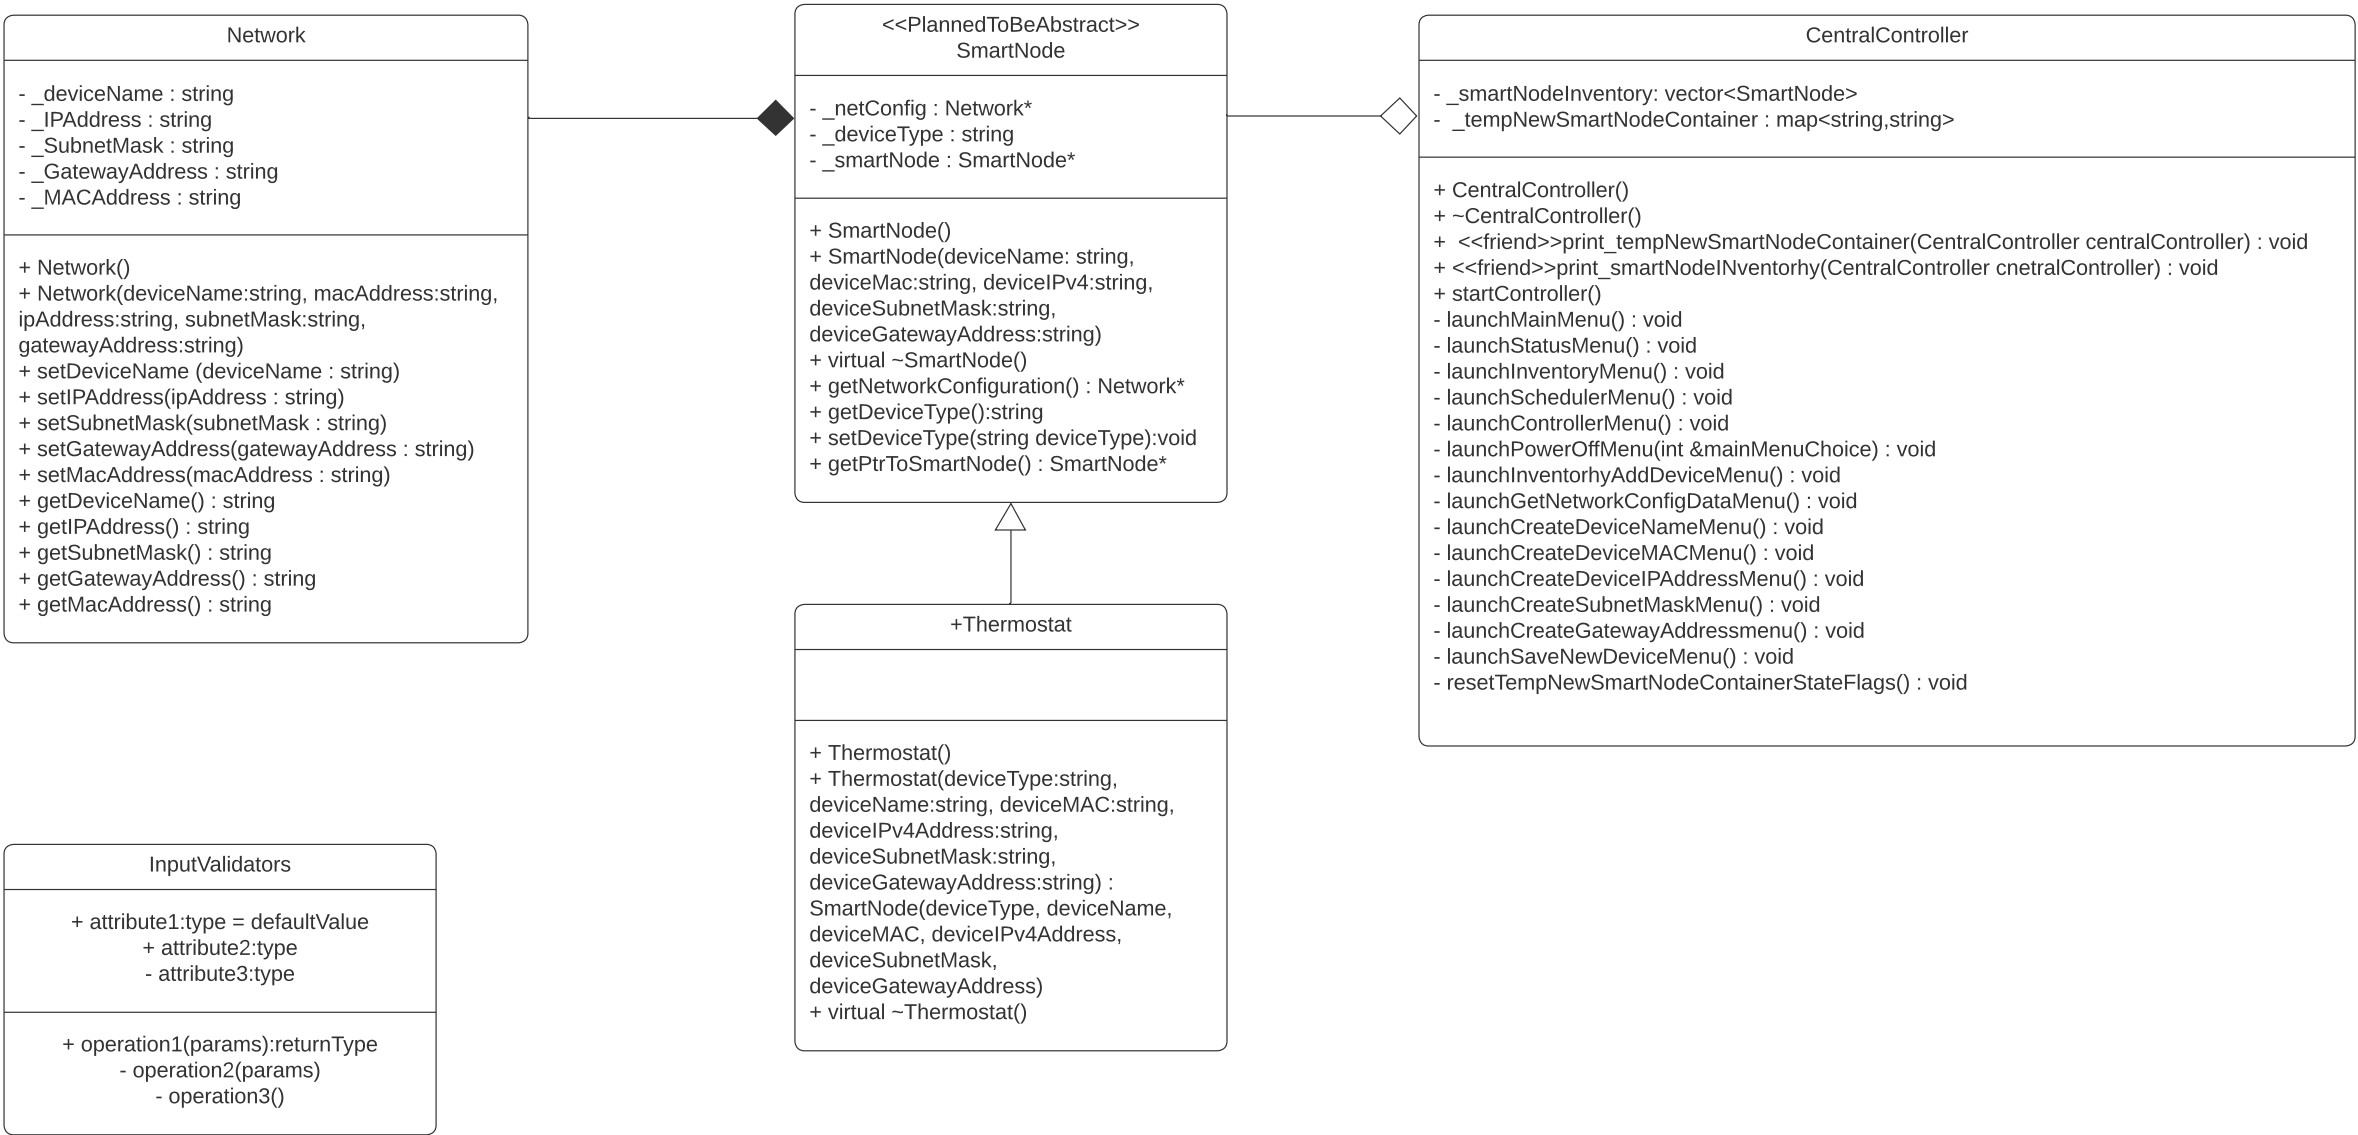 Network
- _deviceName : string
- _IPAddress : string
- _SubnetMask : string
- _GatewayAddress : string
- _MACAddress : string
+ Network()
+ Network(deviceName:string, macAddress:string,
ipAddress:string, subnetMask:string,
gatewayAddress:string)
+ setDeviceName (deviceName : string)
+ setIPAddress(ipAddress : string)
+ setSubnetMask(subnetMask : string)
+ setGatewayAddress(gatewayAddress : string)
+ setMacAddress(macAddress : string)
+ getDeviceName() : string
+ getIPAddress() : string
+ getSubnetMask() : string
+ getGatewayAddress() : string
+ getMacAddress() : string
<<PlannedToBeAbstract>>
SmartNode
- _netConfig : Network*
- _deviceType : string
- _smartNode : SmartNode*
+ SmartNode()
+ SmartNode(deviceName: string,
deviceMac:string, deviceIPv4:string,
deviceSubnetMask:string,
deviceGatewayAddress:string)
+ virtual ~SmartNode()
+ getNetworkConfiguration() : Network*
+ getDeviceType():string
+ setDeviceType(string deviceType):void
+ getPtrToSmartNode() : SmartNode*
CentralController
- _smartNodeInventory: vector<SmartNode>
-  _tempNewSmartNodeContainer : map<string,string>
+ CentralController()
+ ~CentralController()
+  <<friend>>print_tempNewSmartNodeContainer(CentralController centralController) : void
+ <<friend>>print_smartNodeINventorhy(CentralController cnetralController) : void
+ startController()
- launchMainMenu() : void
- launchStatusMenu() : void
- launchInventoryMenu() : void
- launchSchedulerMenu() : void
- launchControllerMenu() : void
- launchPowerOffMenu(int &mainMenuChoice) : void
- launchInventorhyAddDeviceMenu() : void
- launchGetNetworkConfigDataMenu() : void
- launchCreateDeviceNameMenu() : void
- launchCreateDeviceMACMenu() : void
- launchCreateDeviceIPAddressMenu() : void
- launchCreateSubnetMaskMenu() : void
- launchCreateGatewayAddressmenu() : void
- launchSaveNewDeviceMenu() : void
- resetTempNewSmartNodeContainerStateFlags() : void
+Thermostat
+ Thermostat()
+ Thermostat(deviceType:string,
deviceName:string, deviceMAC:string,
deviceIPv4Address:string,
deviceSubnetMask:string,
deviceGatewayAddress:string) :
SmartNode(deviceType, deviceName,
deviceMAC, deviceIPv4Address,
deviceSubnetMask,
deviceGatewayAddress)
+ virtual ~Thermostat()
InputValidators
+ attribute1:type = defaultValue
+ attribute2:type
- attribute3:type
+ operation1(params):returnType
- operation2(params)
- operation3()